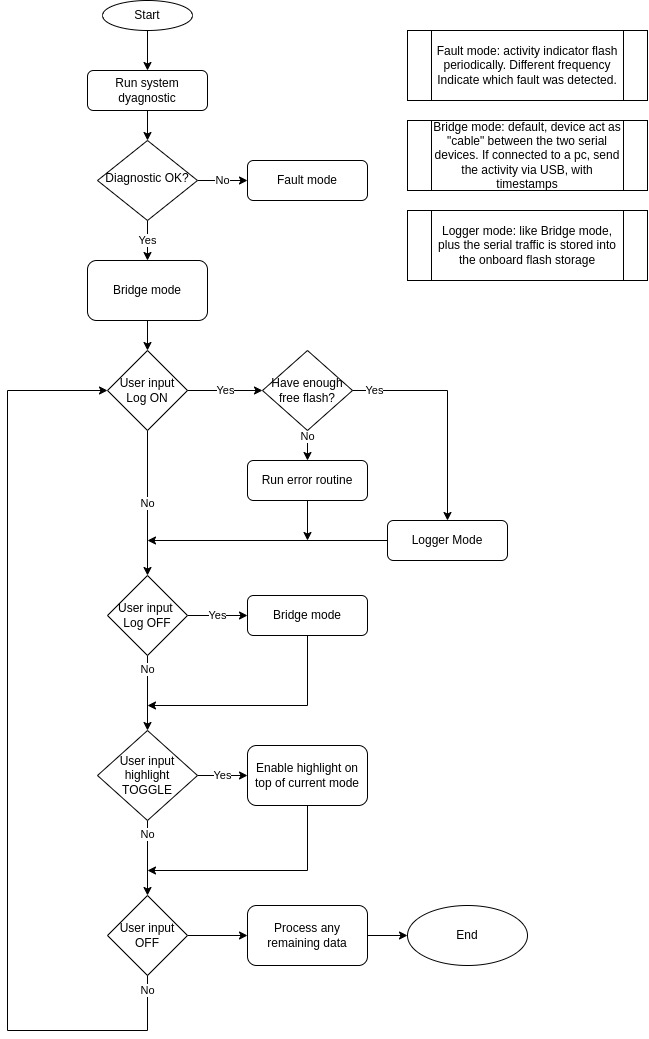 Start
Run system
dyagnostic
Diagnostic OK?
No
Fault mode
Yes
Bridge mode
User input
Log ON
Yes
Have enough
free flash?
Yes
No
Run error routine
No
Logger Mode
User input
Log OFF
Yes
Bridge mode
No
User input
highlight
TOGGLE
Yes
Enable highlight on
top of current mode
No
User input
OFF
Process any
remaining data
End
No
Fault mode: activity indicator flash
periodically. Different frequency
Indicate which fault was detected.
Bridge mode: default, device act as
"cable" between the two serial
devices. If connected to a pc, send
the activity via USB, with
timestamps
Logger mode: like Bridge mode,
plus the serial traffic is stored into
the onboard flash storage